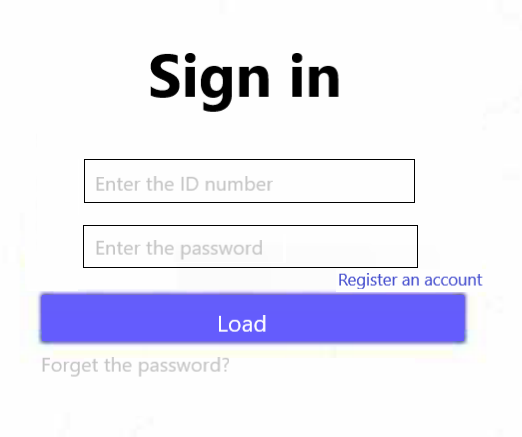 Sign in
Enter the ID number
Enter the password
Register an account
Load
Forget the password?